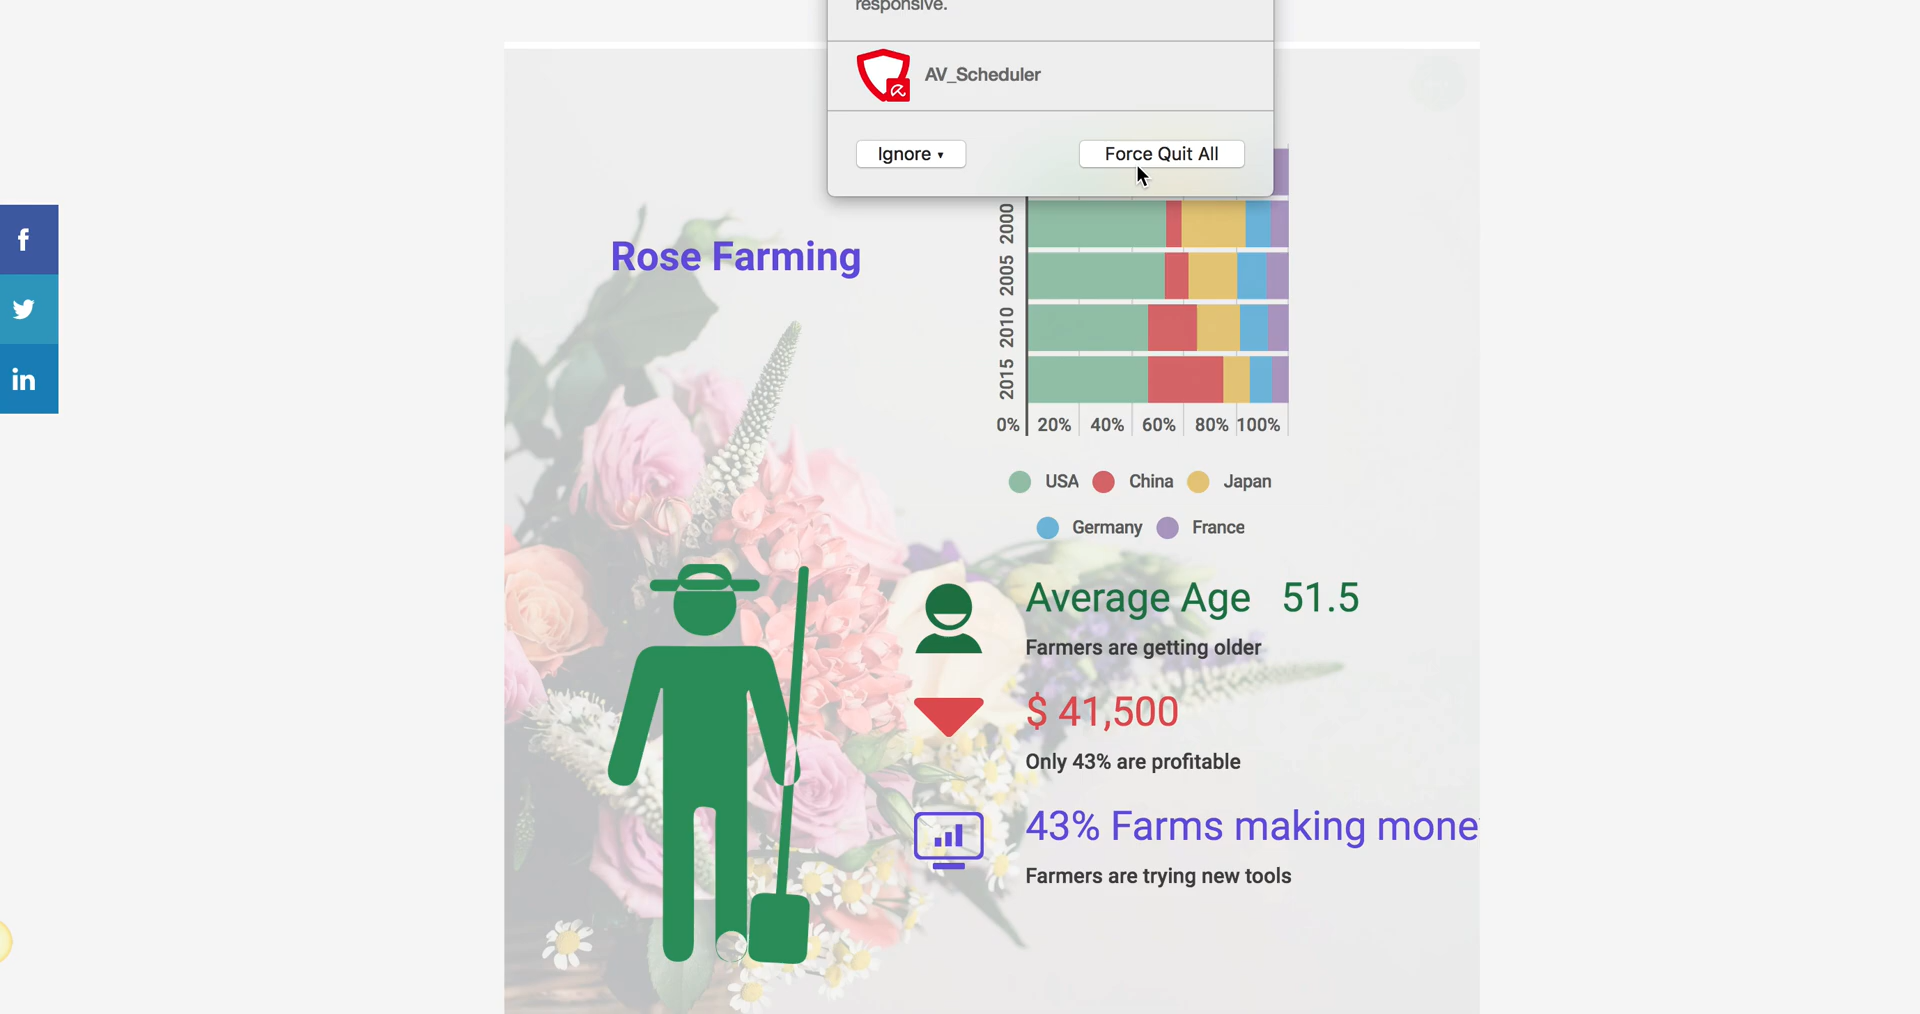 responsive.
AV_Scheduler
Ignore
Force Quit All
f
in
Rose Farming
2000
2005
2010
2015
0% 20% 40% 60% 80% 100%
USA China Japan
Germany France
Average Age 51.5
Farmers are getting older
$ 41,500
Only 43% are profitable
43% Farms making mone
Farmers are trying new tools